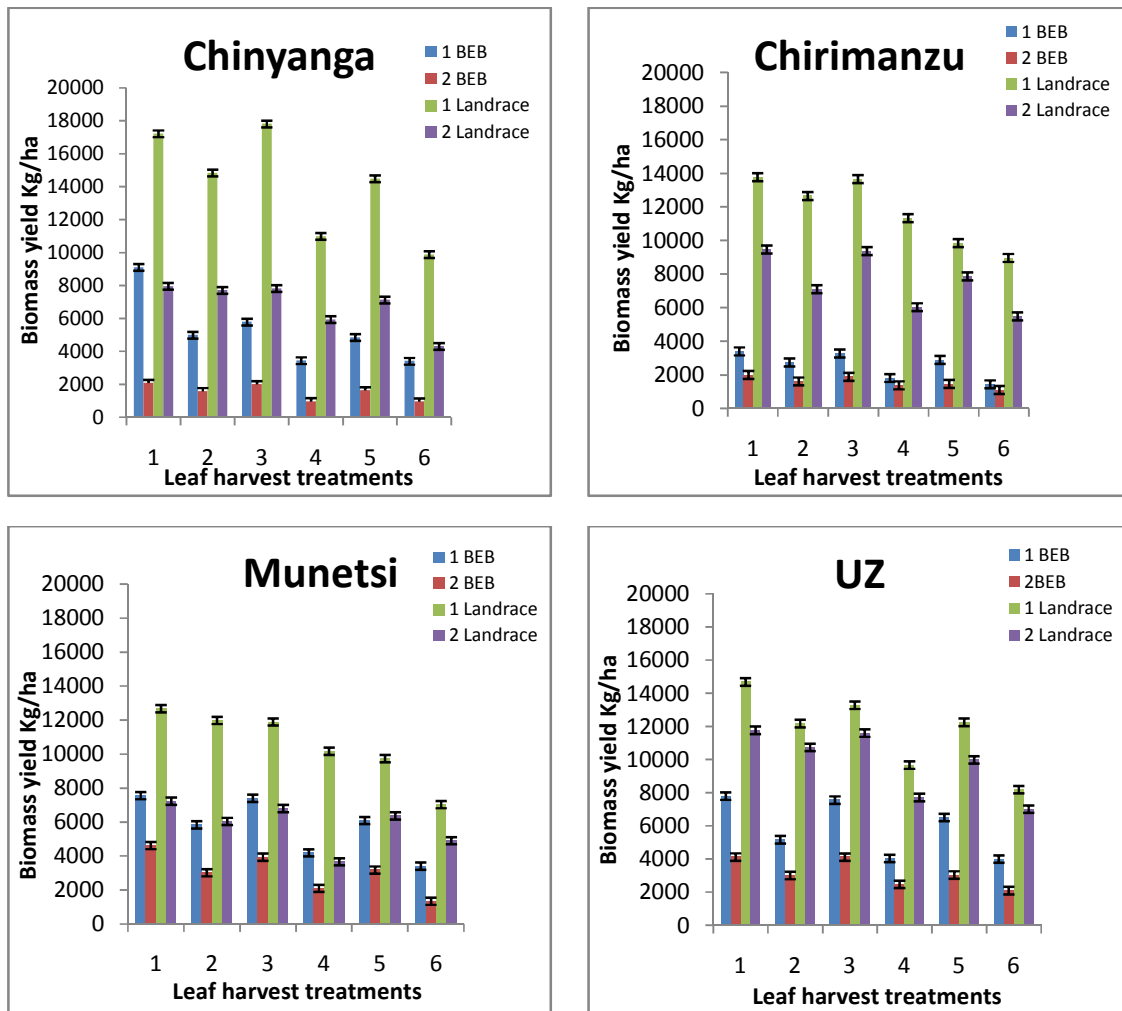 Chinyanga
1 BEB
2 BEB
1 Landrace
2 Landrace
Biomass yield Kg/ha
20000
18000
16000
14000
12000
10000
8000
6000
4000
2000
0
1 2 3 4 5 6
Leaf harvest treatments
Chirimanzu
1 BEB
2 BEB
1 Landrace
2 Landrace
Biomass yield Kg/ha
20000
18000
16000
14000
12000
10000
8000
6000
4000
2000
0
1 2 3 4 5 6
Leaf harvest treatments
Munetsi
1 BEB
2 BEB
1 Landrace
2 Landrace
Biomass yield Kg/ha
20000
18000
16000
14000
12000
10000
8000
6000
4000
2000
0
1 2 3 4 5 6
Leaf harvest treatments
UZ
1 BEB
2BEB
1 Landrace
2 Landrace
Biomass yield Kg/ha
20000
18000
16000
14000
12000
10000
8000
6000
4000
2000
0
1 2 3 4 5 6
Leaf harvest treatments